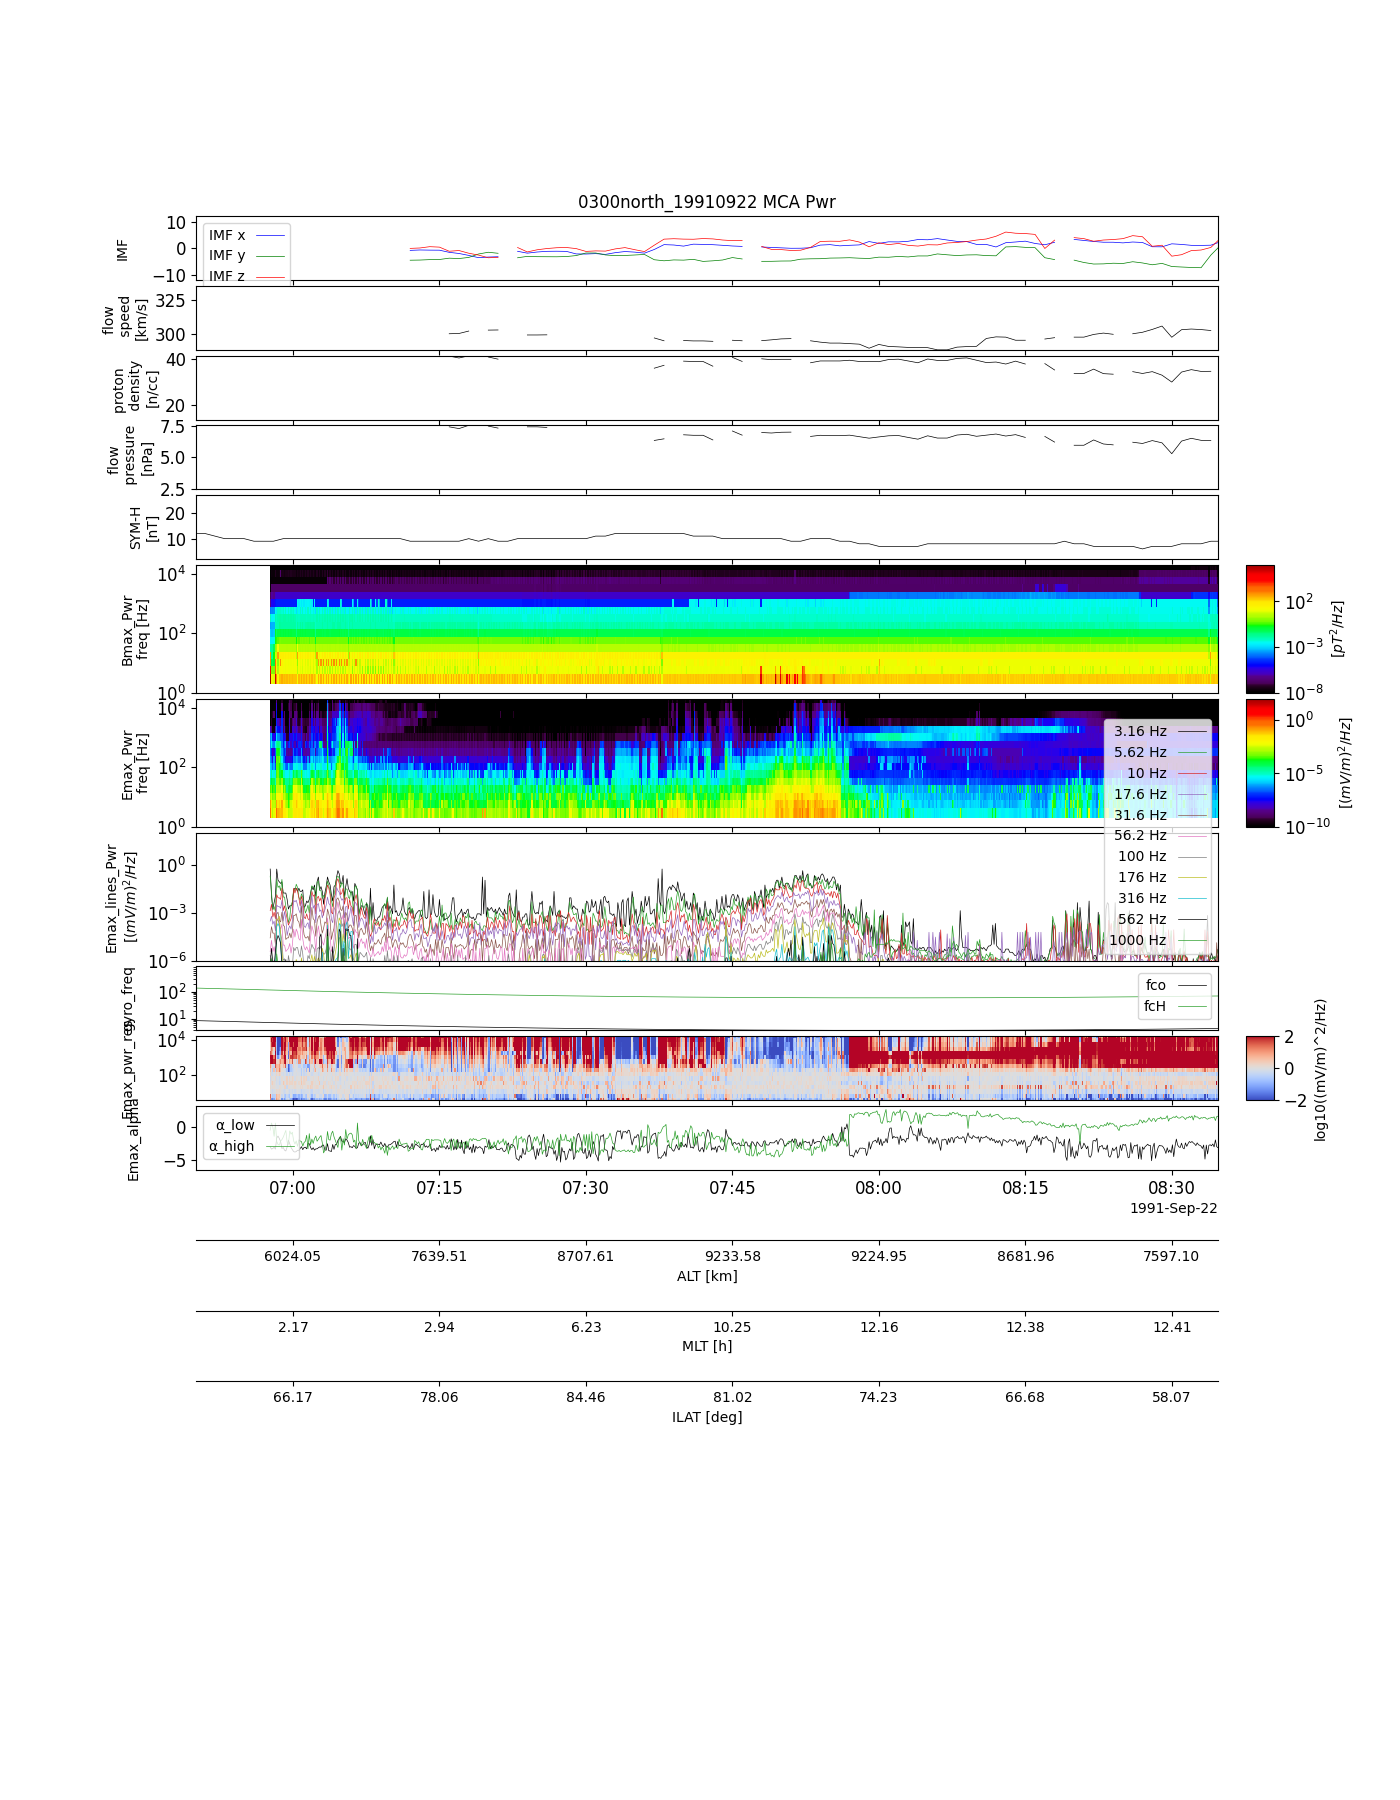 0300north_19910922 MCA Pwr
10
0
−10
IMF
IMF x
IMF y
IMF z
325
300
flow
speed
[km/s]
40
20
proton
density
[n/cc]
7.5
5.0
2.5
flow
pressure
[nPa]
20
10
SYM-H
[nT]
10^4
10^2
10^0
Bmax_Pwr
freq [Hz]
10^2
10^−3
10^−8
[pT^2/Hz]
10^4
10^2
10^0
Emax_Pwr
freq [Hz]
10^0
10^−5
10^−10
[(mV/m)^2/Hz]
3.16 Hz
5.62 Hz
10 Hz
17.6 Hz
31.6 Hz
56.2 Hz
100 Hz
176 Hz
316 Hz
562 Hz
1000 Hz
10^0
10^−3
10^−6
Emax_lines_Pwr
[(mV/m)^2/Hz]
10^2
10^1
gyro_freq
fco
fcH
10^4
10^2
Emax_pwr_reg
2
0
−2
log10((mV/m)^2/Hz)
0
−5
Emax_alpha
α_low
α_high
07:00 07:15 07:30 07:45 08:00 08:15 08:30
1991-Sep-22
6024.05 7639.51 8707.61 9233.58 9224.95 8681.96 7597.10
ALT [km]
2.17 2.94 6.23 10.25 12.16 12.38 12.41
MLT [h]
66.17 78.06 84.46 81.02 74.23 66.68 58.07
ILAT [deg]